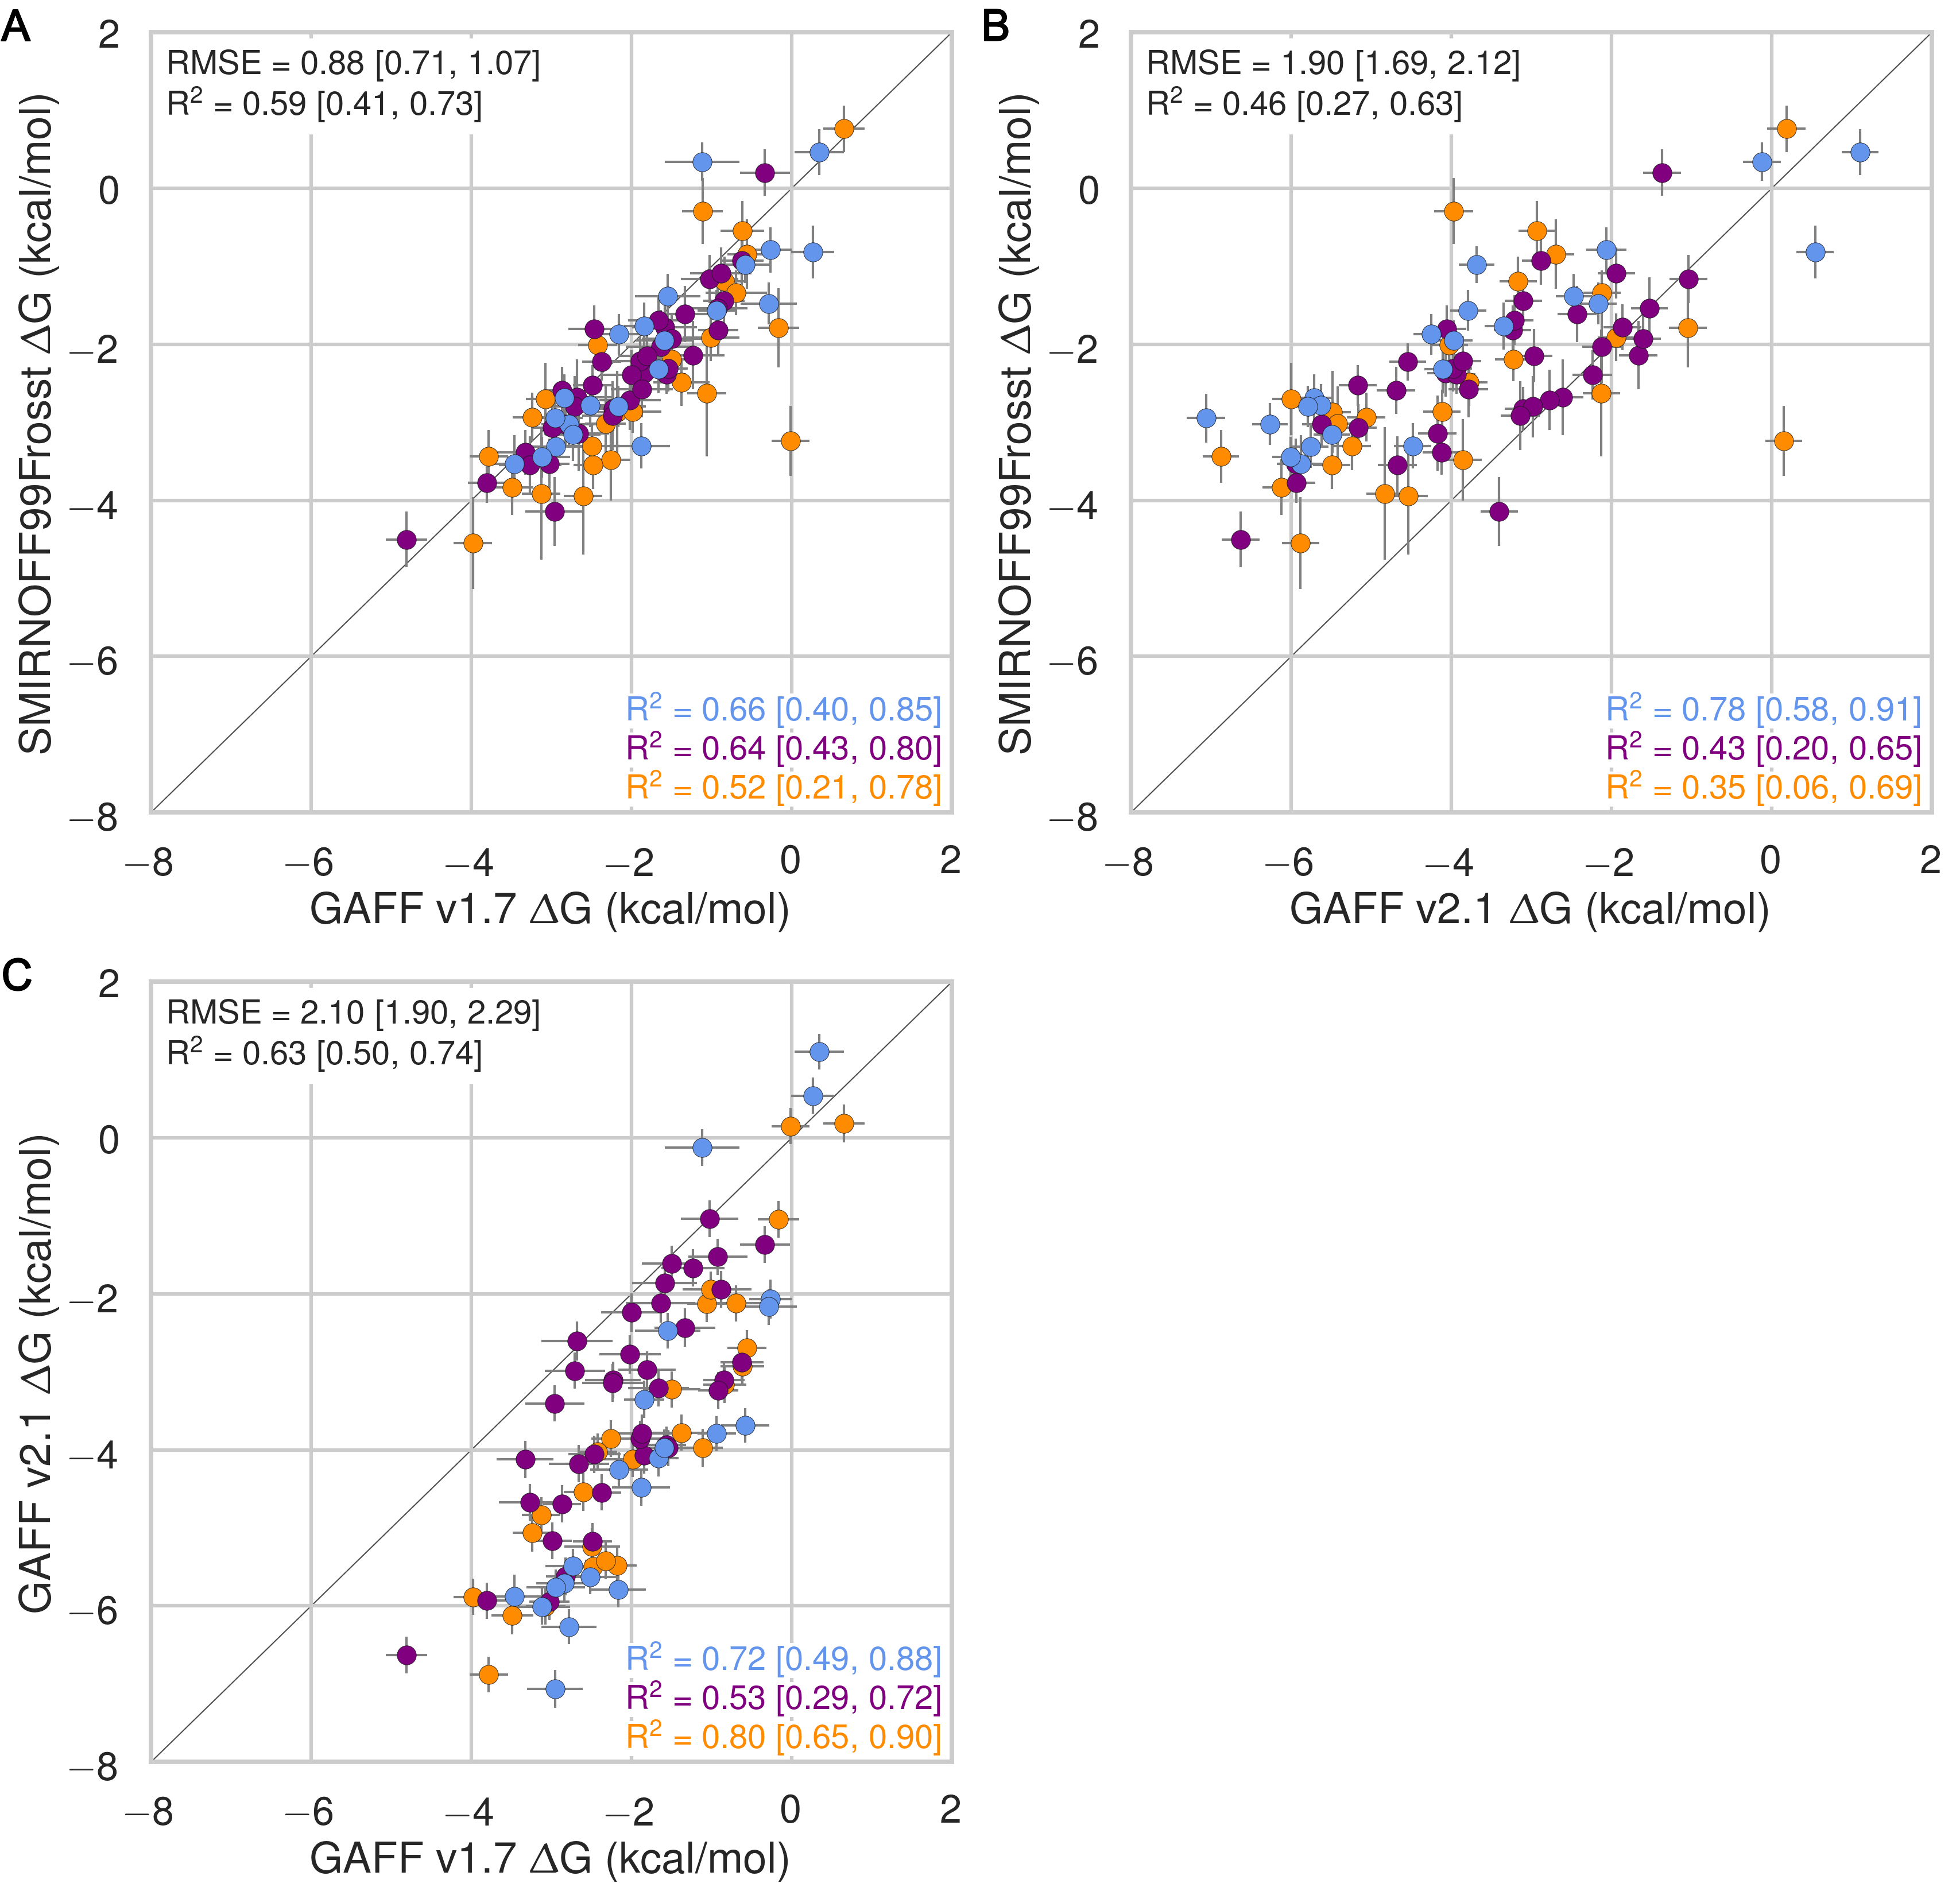 A
2
0
−2
−4
−6
−8
SMIRNOFF99Frosst ΔG (kcal/mol)
RMSE = 0.88 [0.71, 1.07]
R² = 0.59 [0.41, 0.73]
R² = 0.66 [0.40, 0.85]
R² = 0.64 [0.43, 0.80]
R² = 0.52 [0.21, 0.78]
−8 −6 −4 −2 0 2
GAFF v1.7 ΔG (kcal/mol)
B
2
0
−2
−4
−6
−8
SMIRNOFF99Frosst ΔG (kcal/mol)
RMSE = 1.90 [1.69, 2.12]
R² = 0.46 [0.27, 0.63]
R² = 0.78 [0.58, 0.91]
R² = 0.43 [0.20, 0.65]
R² = 0.35 [0.06, 0.69]
−8 −6 −4 −2 0 2
GAFF v2.1 ΔG (kcal/mol)
C
2
0
−2
−4
−6
−8
GAFF v2.1 ΔG (kcal/mol)
RMSE = 2.10 [1.90, 2.29]
R² = 0.63 [0.50, 0.74]
R² = 0.72 [0.49, 0.88]
R² = 0.53 [0.29, 0.72]
R² = 0.80 [0.65, 0.90]
−8 −6 −4 −2 0 2
GAFF v1.7 ΔG (kcal/mol)